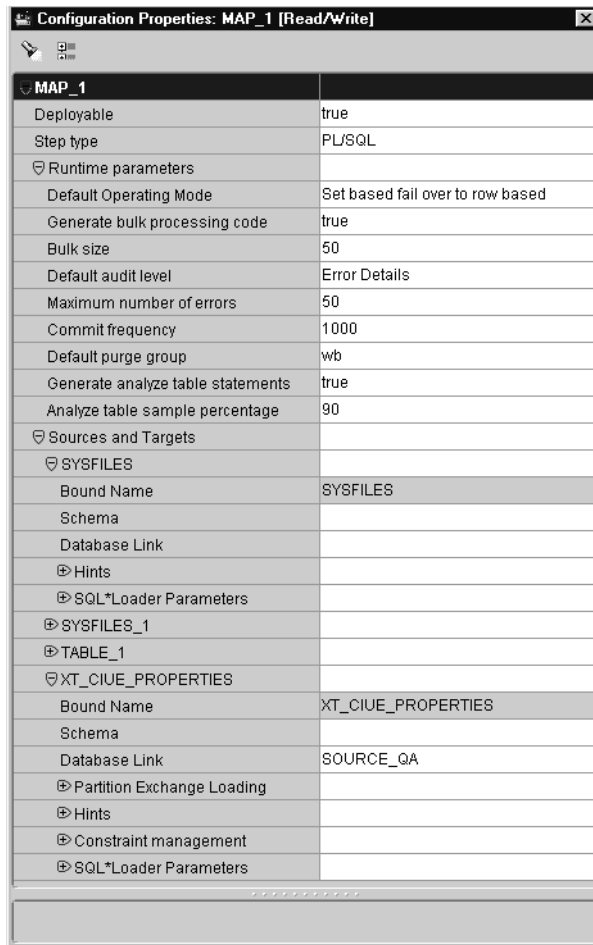 Configuration Properties: MAP_1 [Read/Write]
MAP_1
Deployable true
Step type PL/SQL
Runtime parameters
Default Operating Mode Set based fail over to row based
Generate bulk processing code true
Bulk size 50
Default audit level Error Details
Maximum number of errors 50
Commit frequency 1000
Default purge group wb
Generate analyze table statements true
Analyze table sample percentage 90
Sources and Targets
SYSFILES
Bound Name SYSFILES
Schema
Database Link
Hints
SQL*Loader Parameters
SYSFILES_1
TABLE_1
XT_CIUE_PROPERTIES
Bound Name XT_CIUE_PROPERTIES
Schema
Database Link SOURCE_QA
Partition Exchange Loading
Hints
Constraint management
SQL*Loader Parameters